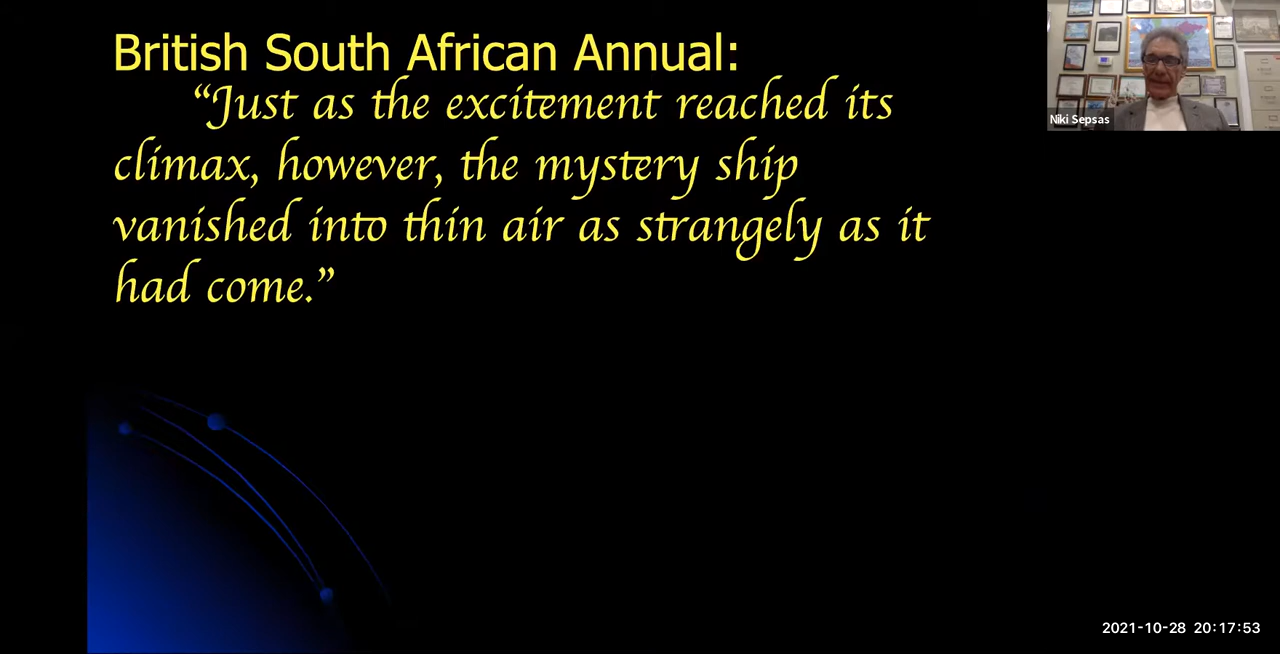 British South African Annual:
“Just as the excitement reached its
climax, however, the mystery ship
vanished into thin air as strangely as it
had come.”
Niki Sepsas
2021-10-28 20:17:53